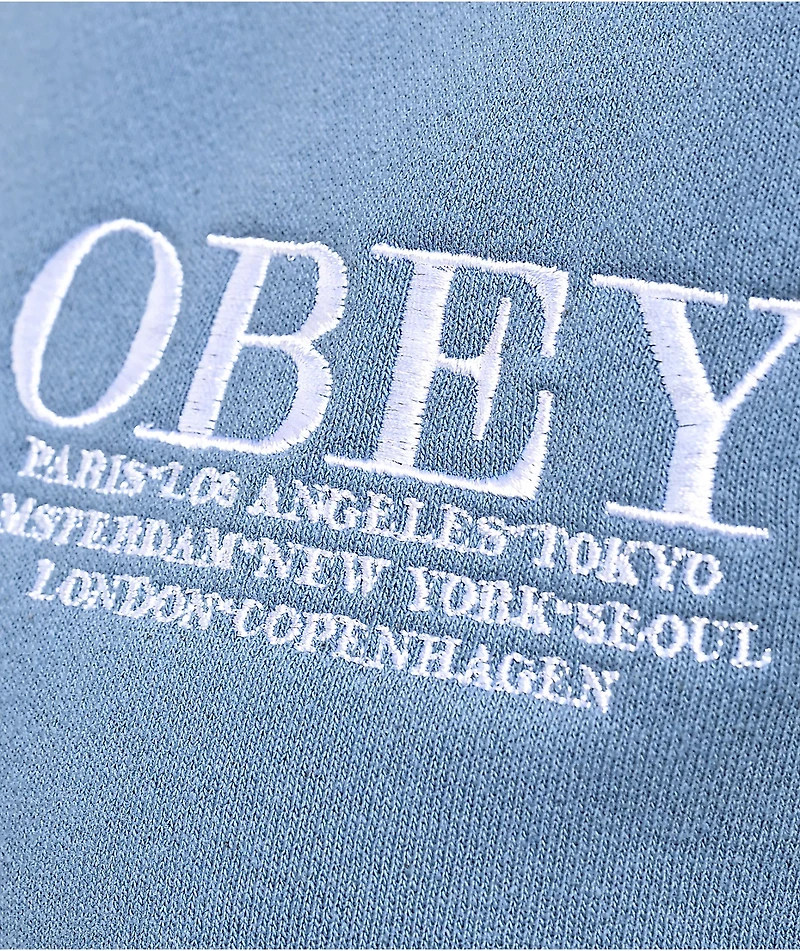 OBEY
PARIS*LOS ANGELES*TOKYO
MSTERDAM*NEW YORK*SEOUL
LONDON*COPENHAGEN